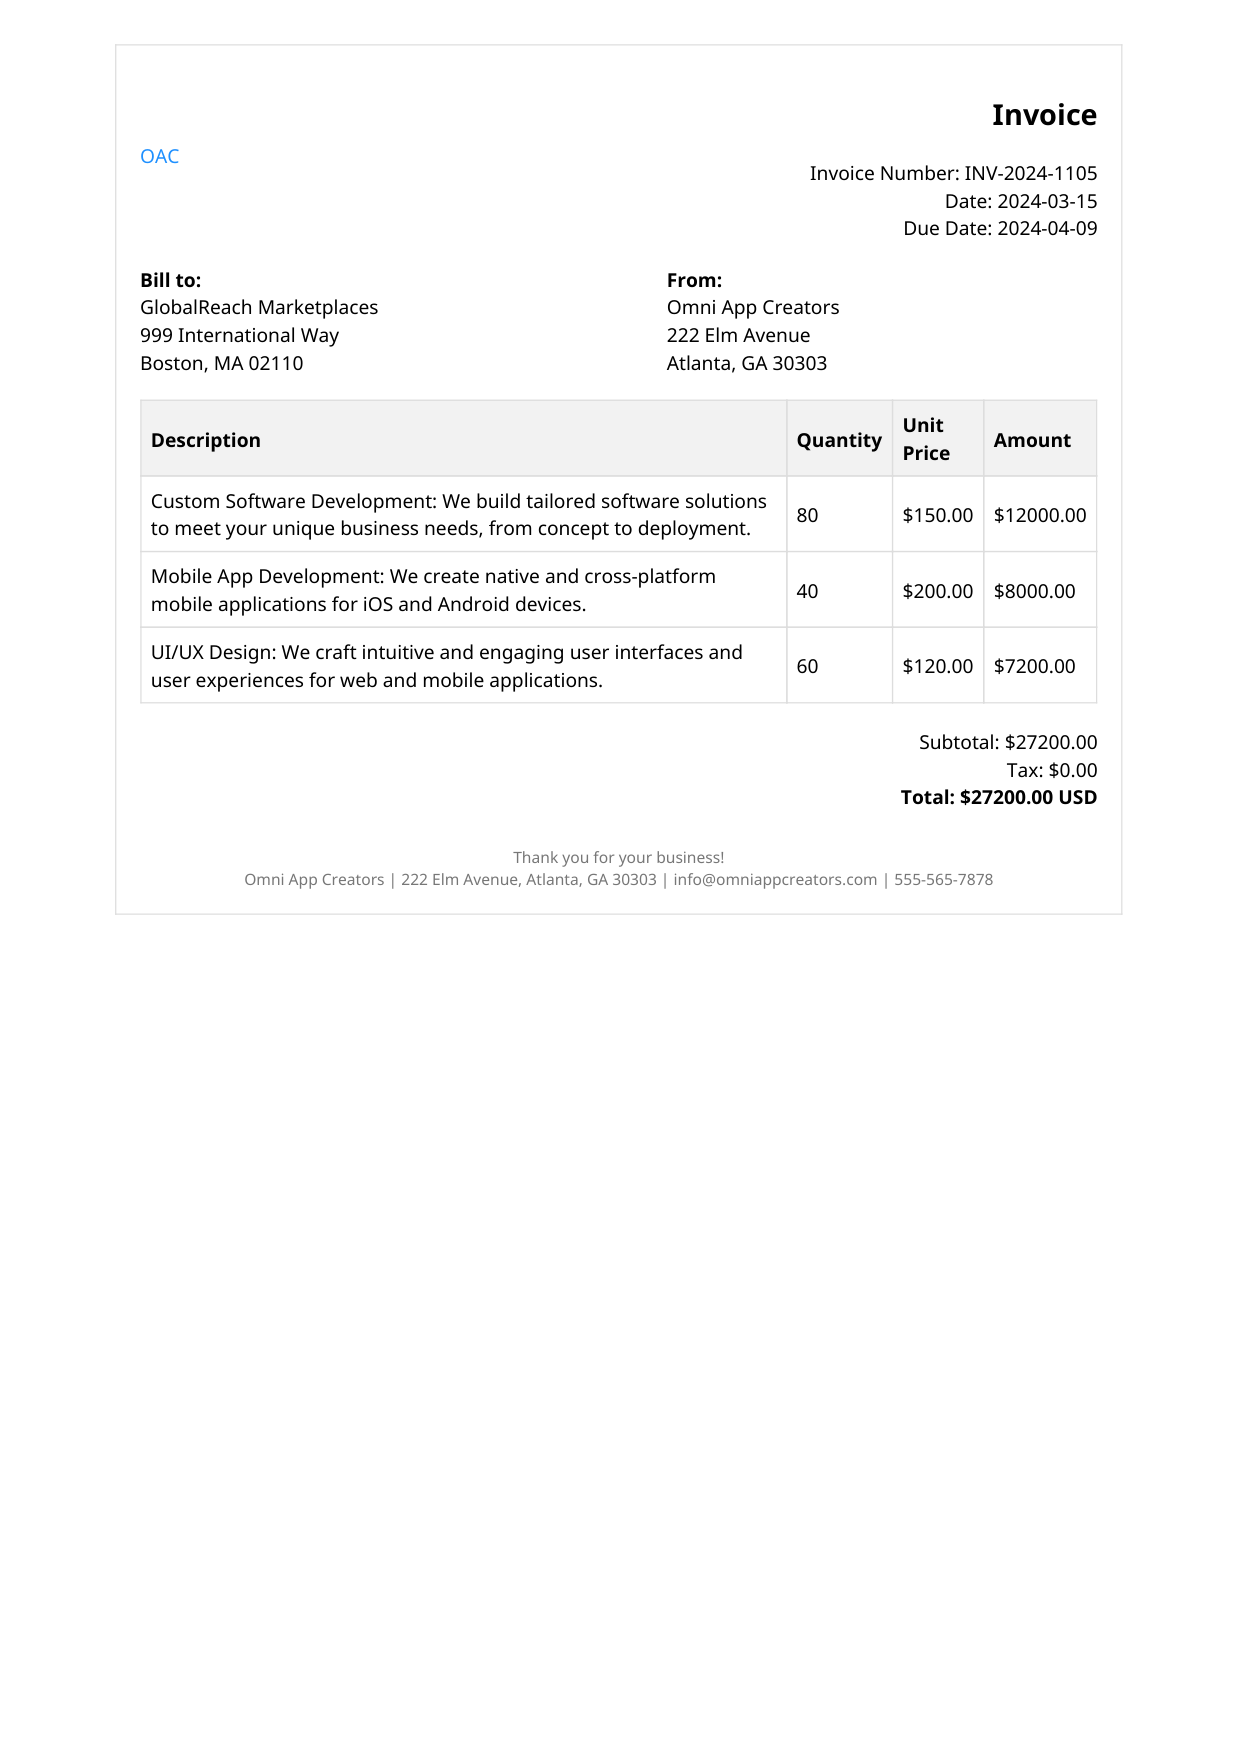 Invoice
OAC
Invoice Number: INV-2024-1105
Date: 2024-03-15
Due Date: 2024-04-09
Bill to:
GlobalReach Marketplaces
999 International Way
Boston, MA 02110
From:
Omni App Creators
222 Elm Avenue
Atlanta, GA 30303
Description Quantity Unit Price Amount
Custom Software Development: We build tailored software solutions
to meet your unique business needs, from concept to deployment.
80 $150.00 $12000.00
Mobile App Development: We create native and cross-platform
mobile applications for iOS and Android devices.
40 $200.00 $8000.00
UI/UX Design: We craft intuitive and engaging user interfaces and
user experiences for web and mobile applications.
60 $120.00 $7200.00
Subtotal: $27200.00
Tax: $0.00
Total: $27200.00 USD
Thank you for your business!
Omni App Creators | 222 Elm Avenue, Atlanta, GA 30303 | info@omniappcreators.com | 555-565-7878